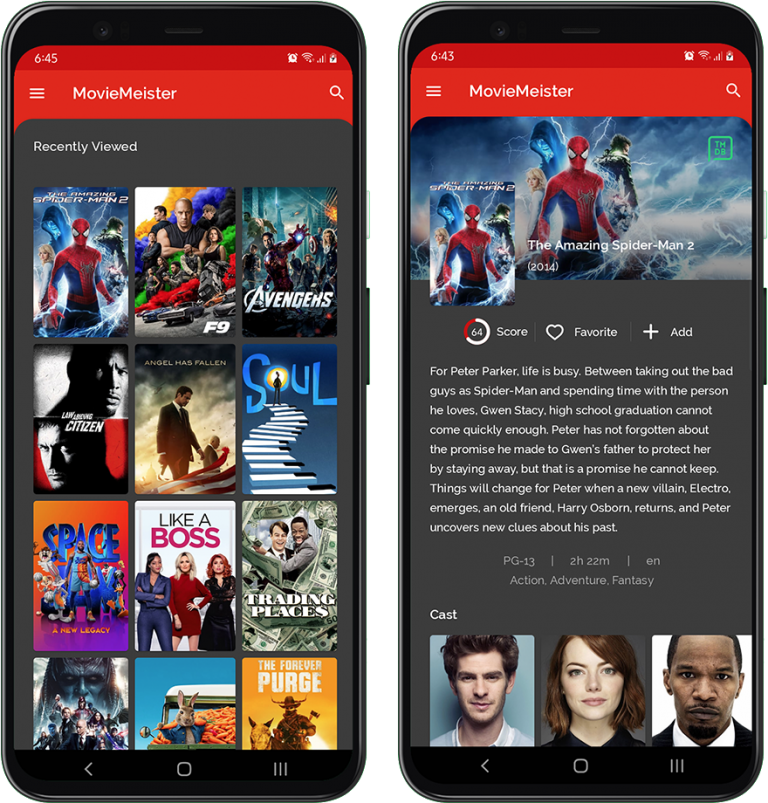 6:45
MovieMeister
Recently Viewed
THE AMAZING
SPIDER-MAN 2
F9
AVENGERS
LAW ABIDING
CITIZEN
ANGEL HAS FALLEN
SOUL
SPACE
JAM
A NEW LEGACY
LIKE A
BOSS
TRADING
PLACES
THE FOREVER
PURGE
6:43
MovieMeister
TM
DB
THE AMAZING
SPIDER-MAN 2
The Amazing Spider-Man 2
(2014)
64 Score | Favorite | Add
For Peter Parker, life is busy. Between taking out the bad
guys as Spider-Man and spending time with the person
he loves, Gwen Stacy, high school graduation cannot
come quickly enough. Peter has not forgotten about
the promise he made to Gwen's father to protect her
by staying away, but that is a promise he cannot keep.
Things will change for Peter when a new villain, Electro,
emerges, an old friend, Harry Osborn, returns, and Peter
uncovers new clues about his past.
PG-13 | 2h 22m | en
Action, Adventure, Fantasy
Cast